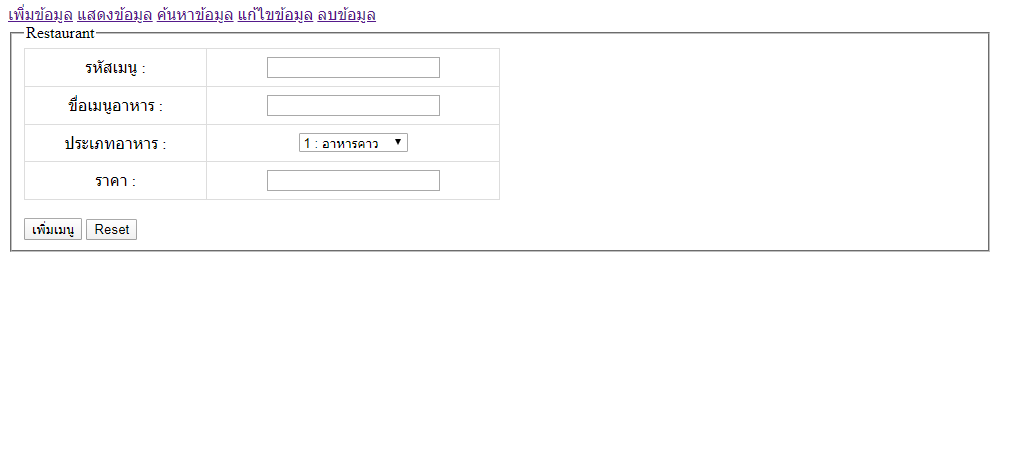 เพิ่มข้อมูล แสดงข้อมูล ค้นหาข้อมูล แก้ไขข้อมูล ลบข้อมูล
Restaurant
รหัสเมนู :
ชื่อเมนูอาหาร :
ประเภทอาหาร : 1 : อาหารคาว
ราคา :
เพิ่มเมนู Reset